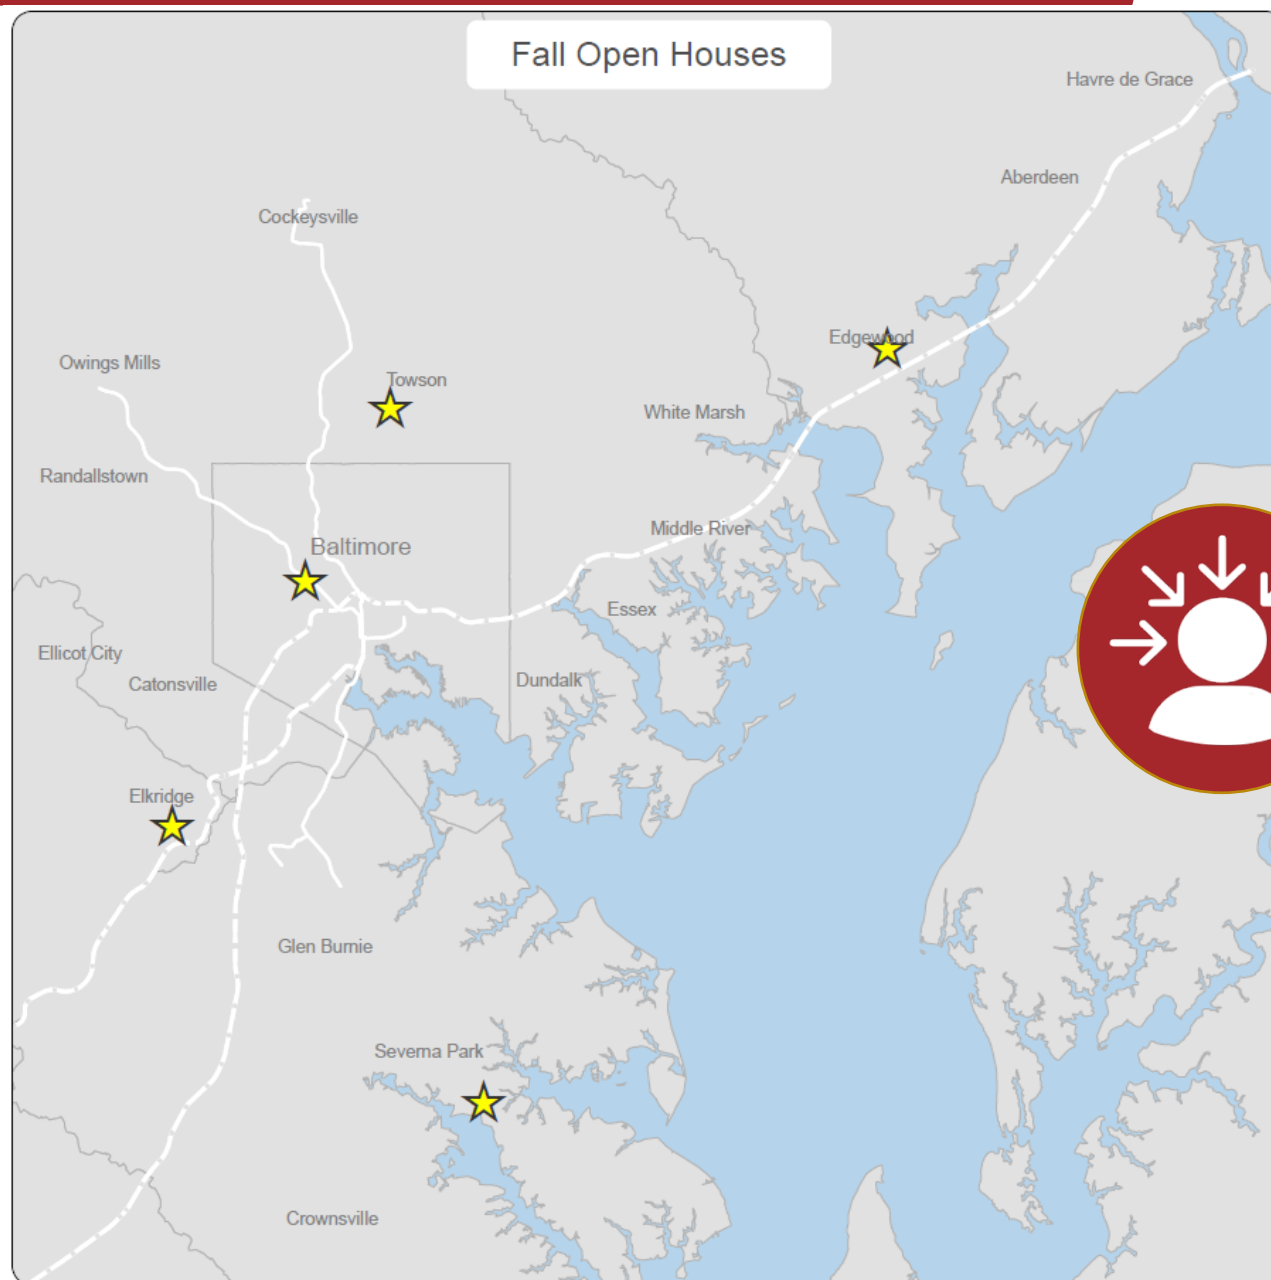 Fall Open Houses
Havre de Grace
Aberdeen
Cockeysville
Edgewood
Owings Mills
Towson
White Marsh
Randallstown
Middle River
Baltimore
Essex
Ellicot City
Catonsville
Dundalk
Elkridge
Glen Burnie
Severna Park
Crownsville